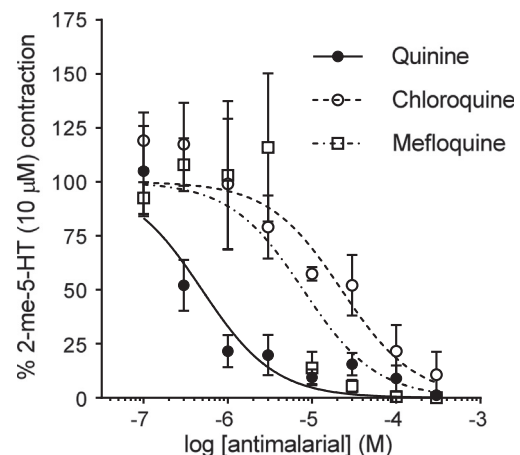 % 2-me-5-HT (10 μM) contraction
175
150
125
100
75
50
25
0
Quinine
Chloroquine
Mefloquine
-7 -6 -5 -4 -3
log [antimalarial] (M)